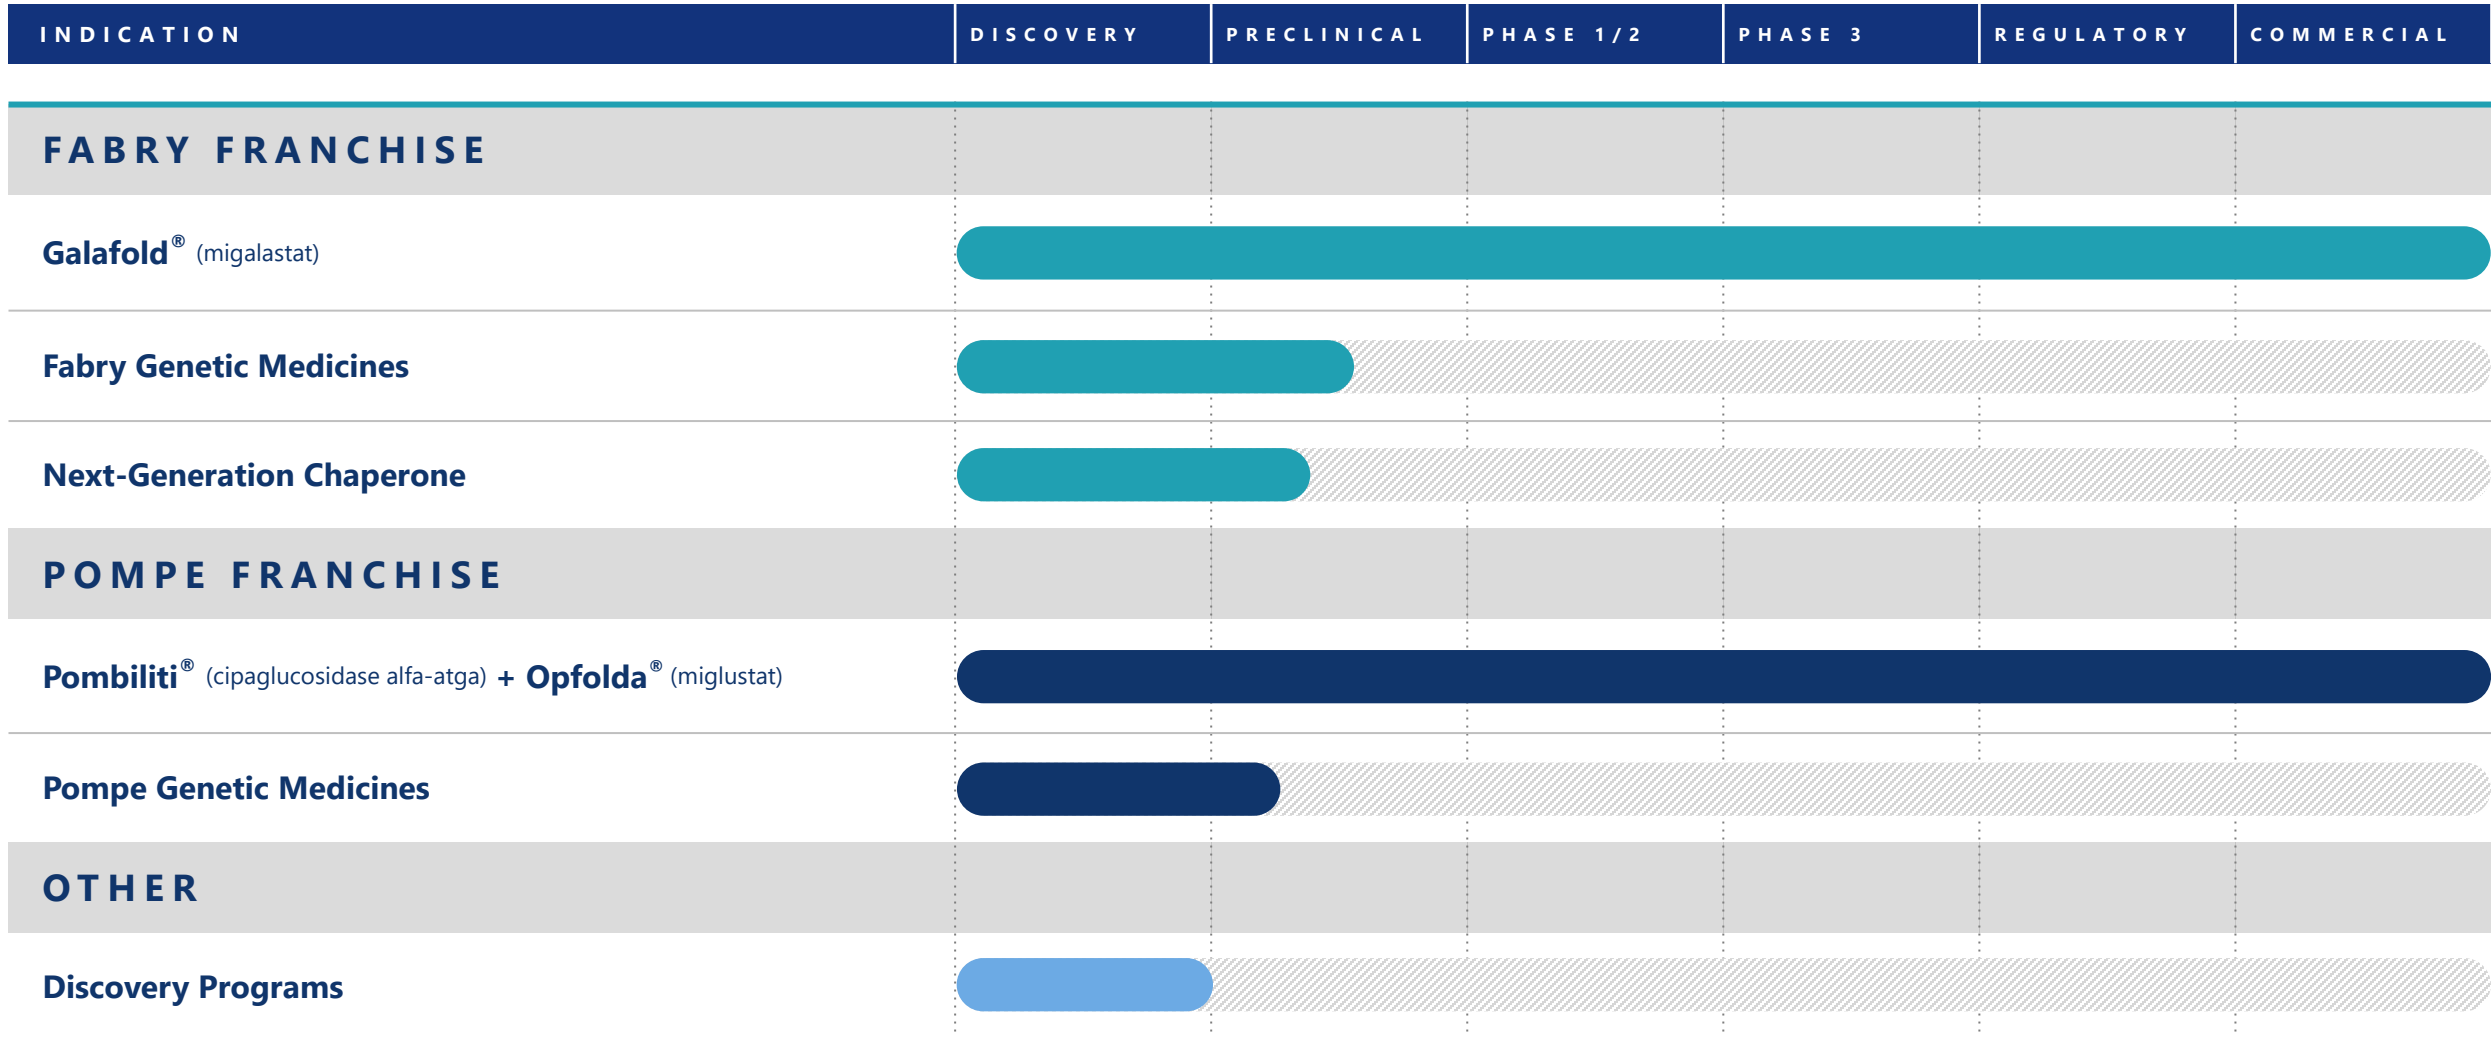 INDICATION DISCOVERY PRECLINICAL PHASE 1/2 PHASE 3 REGULATORY COMMERCIAL
FABRY FRANCHISE
Galafold® (migalastat)
Fabry Genetic Medicines
Next-Generation Chaperone
POMPE FRANCHISE
Pombiliti® (cipaglucosidase alfa-atga) + Opfolda® (miglustat)
Pompe Genetic Medicines
OTHER
Discovery Programs